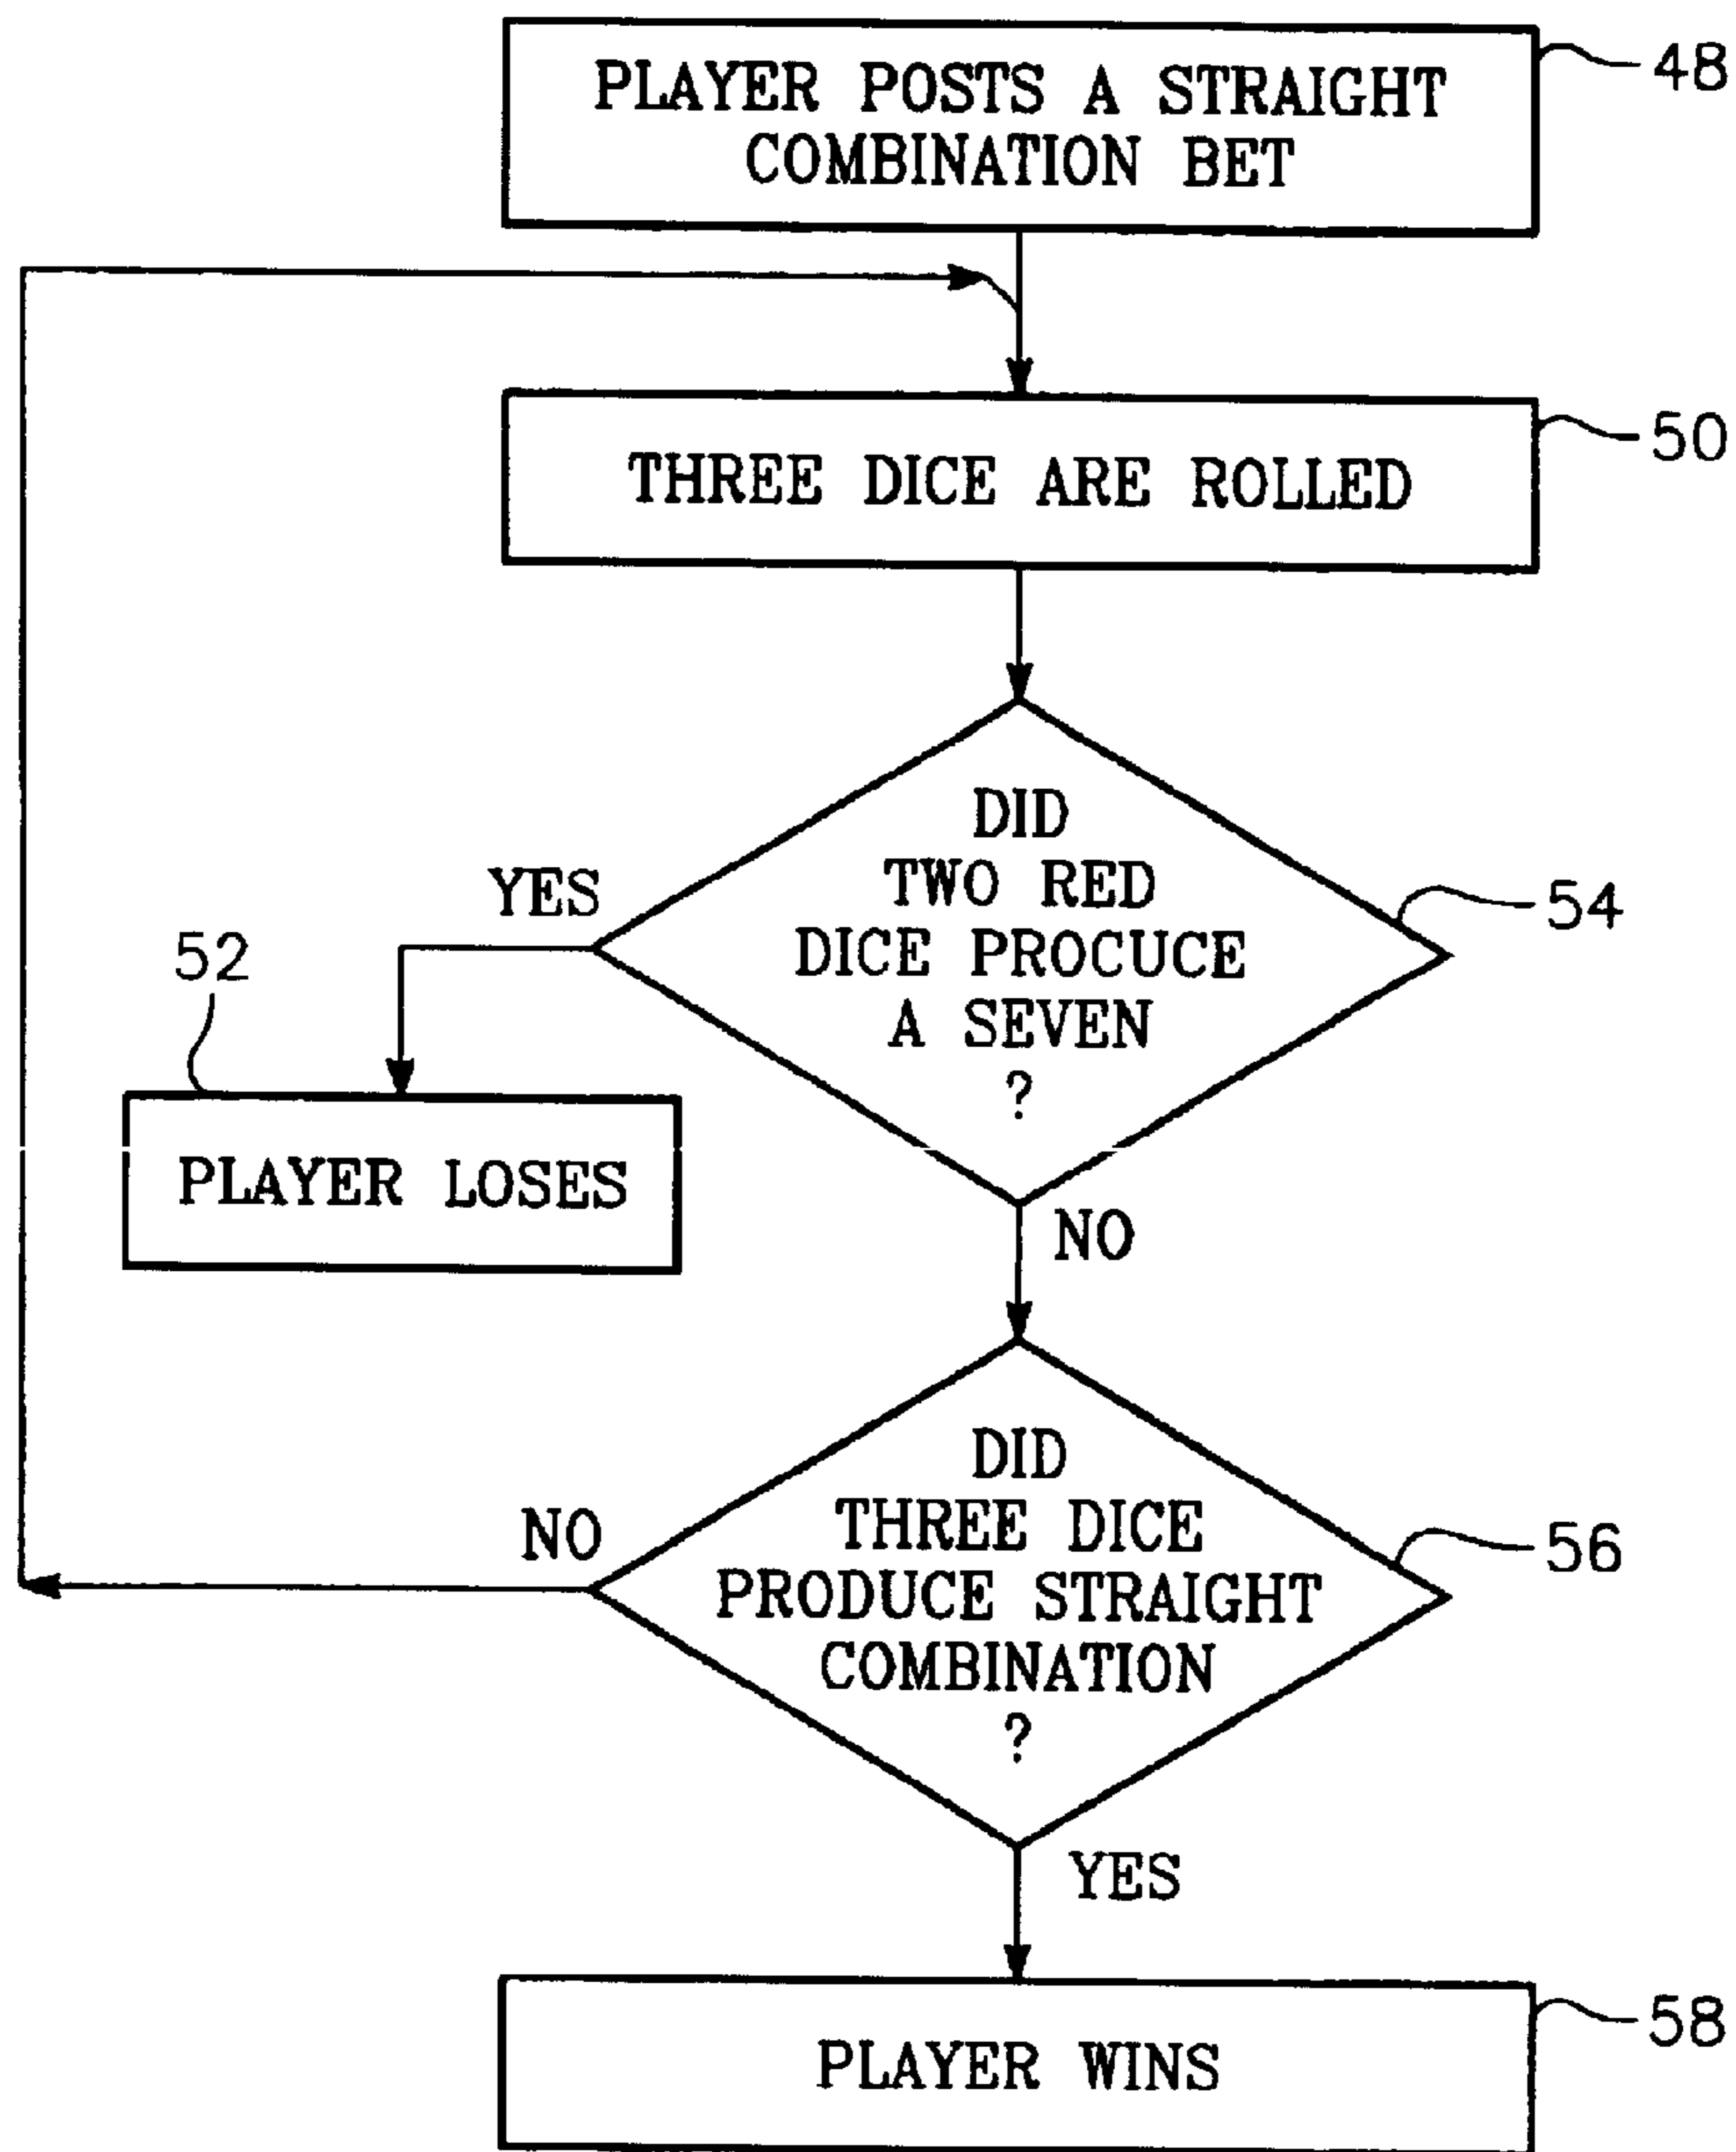 PLAYER POSTS A STRAIGHT
COMBINATION BET
48
THREE DICE ARE ROLLED
50
DID
TWO RED
DICE PROCUCE
A SEVEN
?
54
YES
52
PLAYER LOSES
NO
DID
THREE DICE
PRODUCE STRAIGHT
COMBINATION
?
56
NO
YES
PLAYER WINS
58